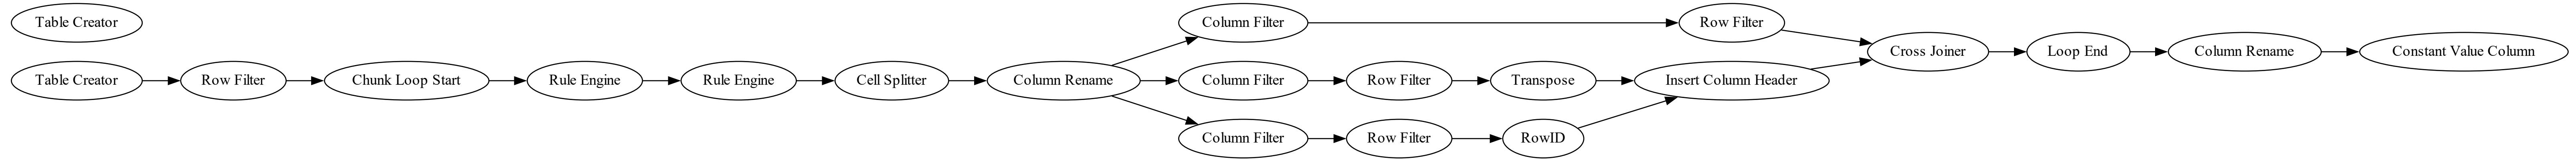 Table Creator
Table Creator
Row Filter
Chunk Loop Start
Rule Engine
Rule Engine
Cell Splitter
Column Rename
Column Filter
Row Filter
Column Filter
Row Filter
Transpose
Insert Column Header
Column Filter
Row Filter
RowID
Cross Joiner
Loop End
Column Rename
Constant Value Column